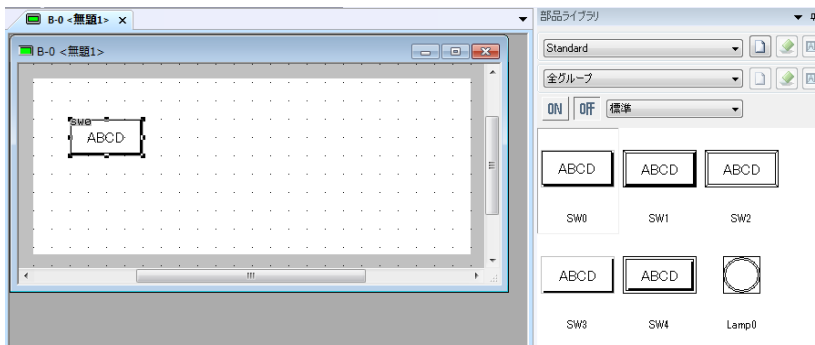 B-0 <無題1> ×
B-0 <無題1>
SW0
ABCD
部品ライブラリ
Standard
全グループ
ON OFF 標準
ABCD ABCD ABCD
SW0 SW1 SW2
ABCD ABCD
SW3 SW4 Lamp0